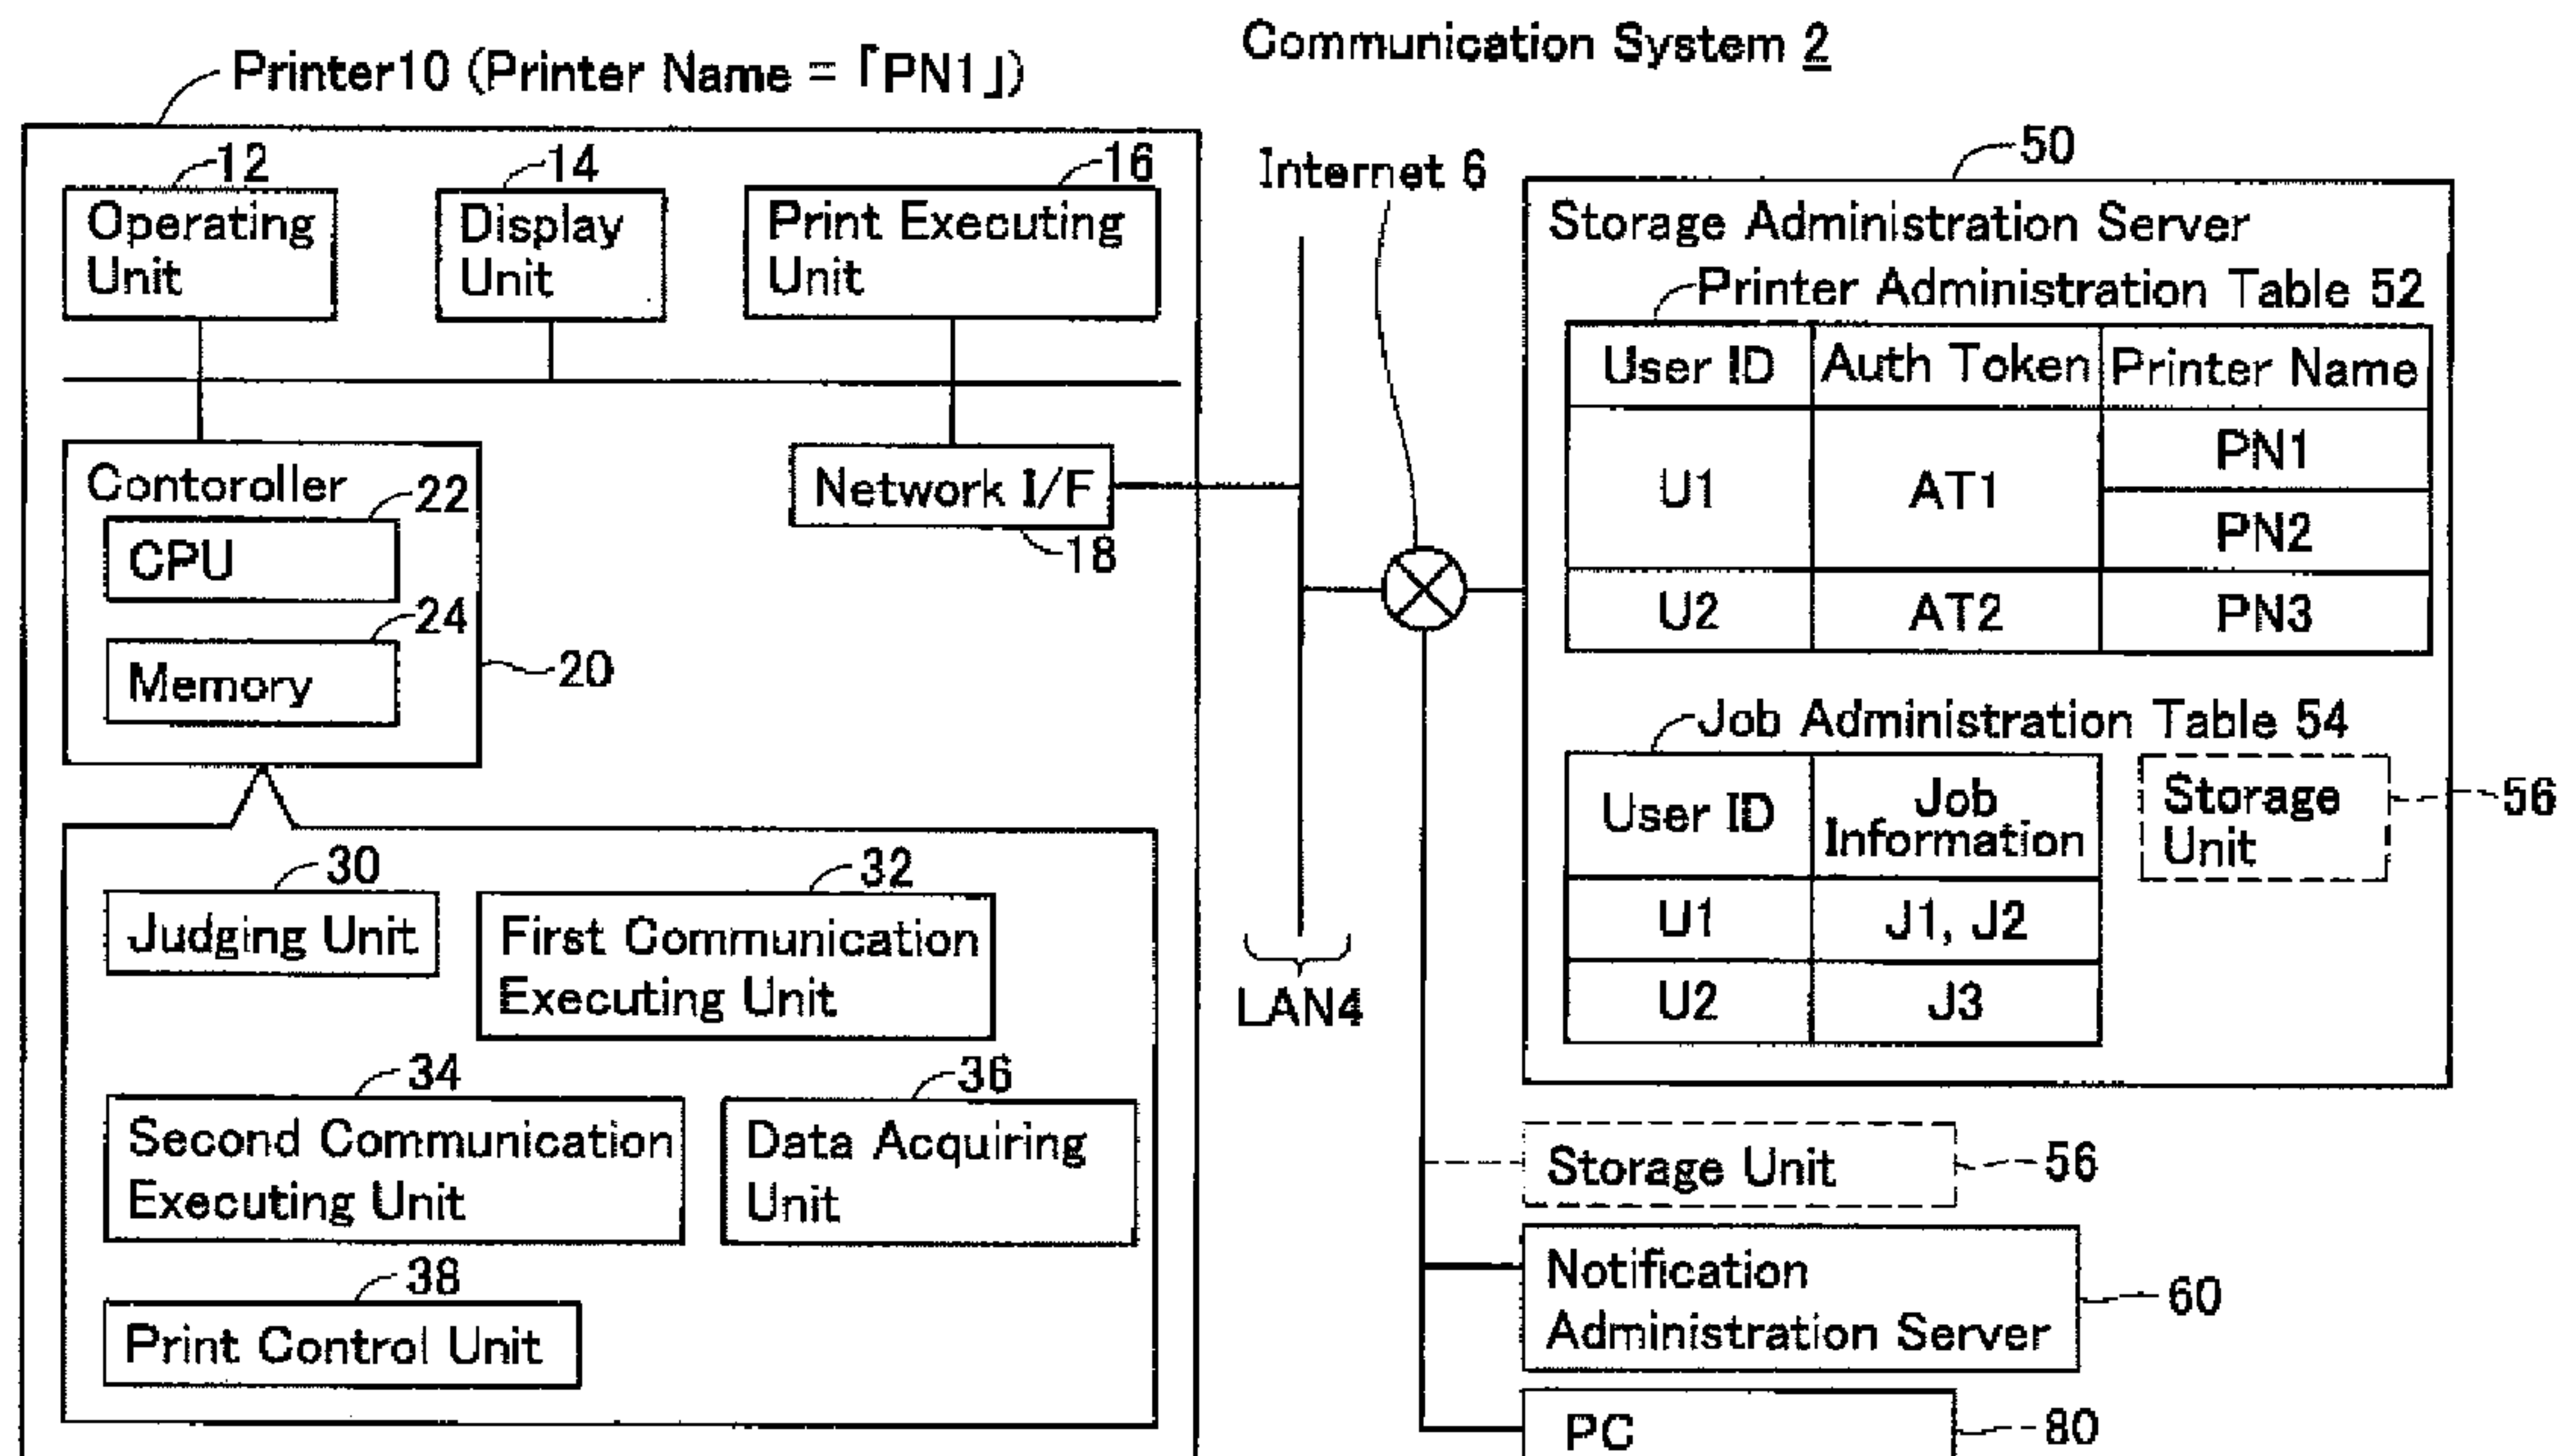 Communication System 2
Printer10 (Printer Name = 「PN1」)
12
Operating
Unit
14
Display
Unit
16
Print Executing
Unit
Contoroller
22
CPU
24
Memory
20
Network I/F
18
30
Judging Unit
32
First Communication
Executing Unit
34
Second Communication
Executing Unit
36
Data Acquiring
Unit
38
Print Control Unit
Internet 6
LAN4
50
Storage Administration Server
Printer Administration Table 52
User ID Auth Token Printer Name
U1 AT1 PN1
PN2
U2 AT2 PN3
Job Administration Table 54
User ID Job
Information
U1 J1, J2
U2 J3
Storage
Unit
56
Storage Unit
56
Notification
Administration Server
60
PC
80